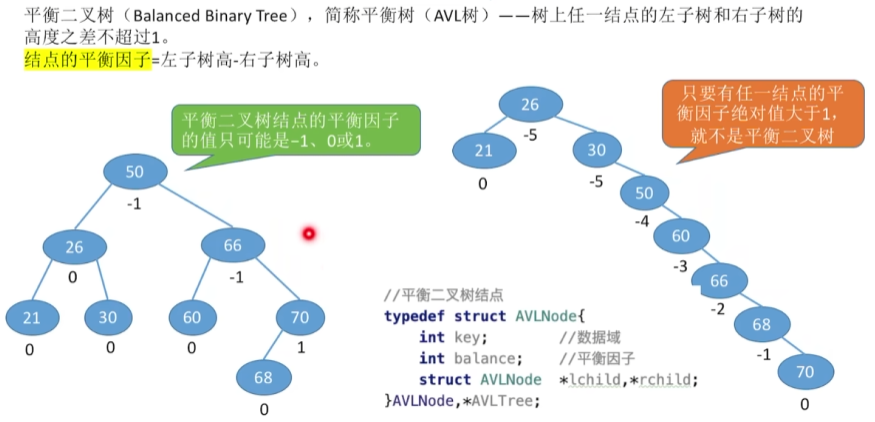 平衡二叉树（Balanced Binary Tree），简称平衡树（AVL树）——树上任一结点的左子树和右子树的
高度之差不超过1。
结点的平衡因子=左子树高-右子树高。
平衡二叉树结点的平衡因子
的值只可能是−1、0或1。
只要有任一结点的平
衡因子绝对值大于1，
就不是平衡二叉树
50
-1
26
0
66
-1
21
0
30
0
60
0
70
1
68
0
26
-5
21
0
30
-5
50
-4
60
-3
66
-2
68
-1
70
0
//平衡二叉树结点
typedef struct AVLNode{
int key; //数据域
int balance; //平衡因子
struct AVLNode *lchild,*rchild;
}AVLNode,*AVLTree;